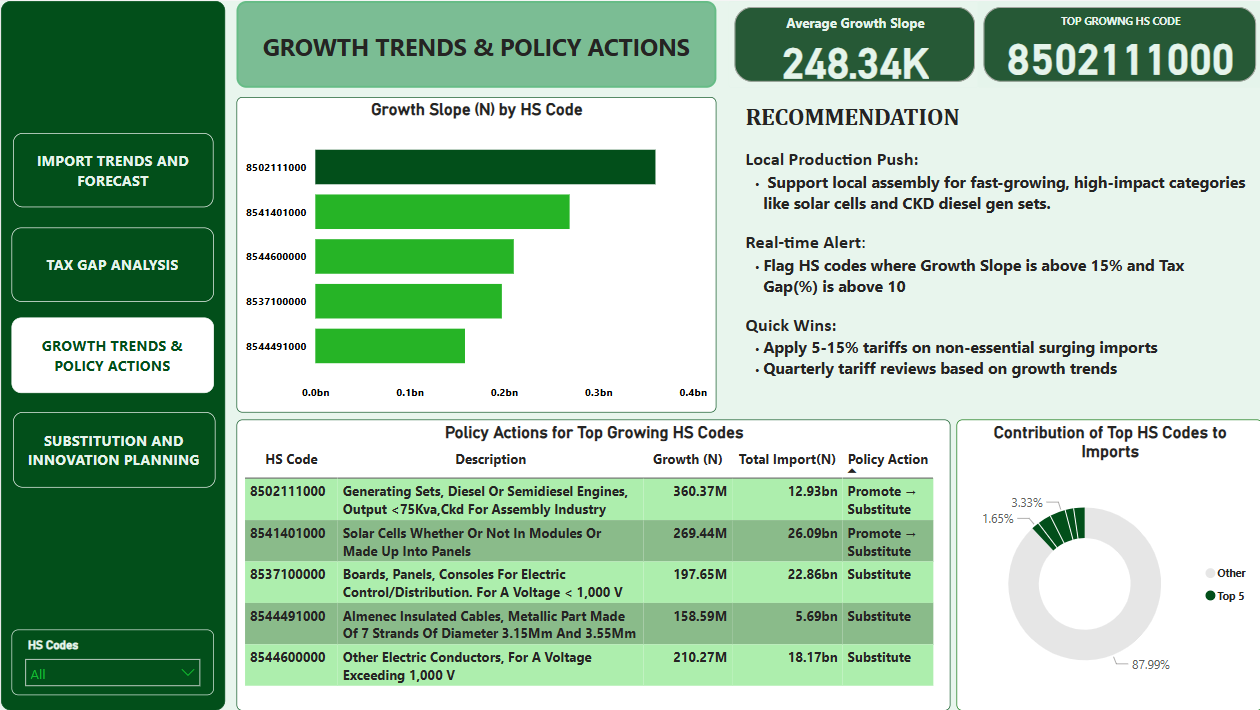 GROWTH TRENDS & POLICY ACTIONS
Average Growth Slope
248.34K
TOP GROWNG HS CODE
8502111000
IMPORT TRENDS AND
FORECAST
TAX GAP ANALYSIS
GROWTH TRENDS &
POLICY ACTIONS
SUBSTITUTION AND
INNOVATION PLANNING
HS Codes
All
Growth Slope (N) by HS Code
8502111000
8541401000
8544600000
8537100000
8544491000
0.0bn 0.1bn 0.2bn 0.3bn 0.4bn
RECOMMENDATION
Local Production Push:
• Support local assembly for fast-growing, high-impact categories
like solar cells and CKD diesel gen sets.
Real-time Alert:
• Flag HS codes where Growth Slope is above 15% and Tax
Gap(%) is above 10
Quick Wins:
• Apply 5-15% tariffs on non-essential surging imports
• Quarterly tariff reviews based on growth trends
Policy Actions for Top Growing HS Codes
HS Code Description Growth (N) Total Import(N) Policy Action
8502111000 Generating Sets, Diesel Or Semidiesel Engines, 360.37M 12.93bn Promote →
Output <75Kva,Ckd For Assembly Industry Substitute
8541401000 Solar Cells Whether Or Not In Modules Or 269.44M 26.09bn Promote →
Made Up Into Panels Substitute
8537100000 Boards, Panels, Consoles For Electric 197.65M 22.86bn Substitute
Control/Distribution. For A Voltage < 1,000 V
8544491000 Almenec Insulated Cables, Metallic Part Made 158.59M 5.69bn Substitute
Of 7 Strands Of Diameter 3.15Mm And 3.55Mm
8544600000 Other Electric Conductors, For A Voltage 210.27M 18.17bn Substitute
Exceeding 1,000 V
Contribution of Top HS Codes to
Imports
3.33%
1.65%
87.99%
Other
Top 5